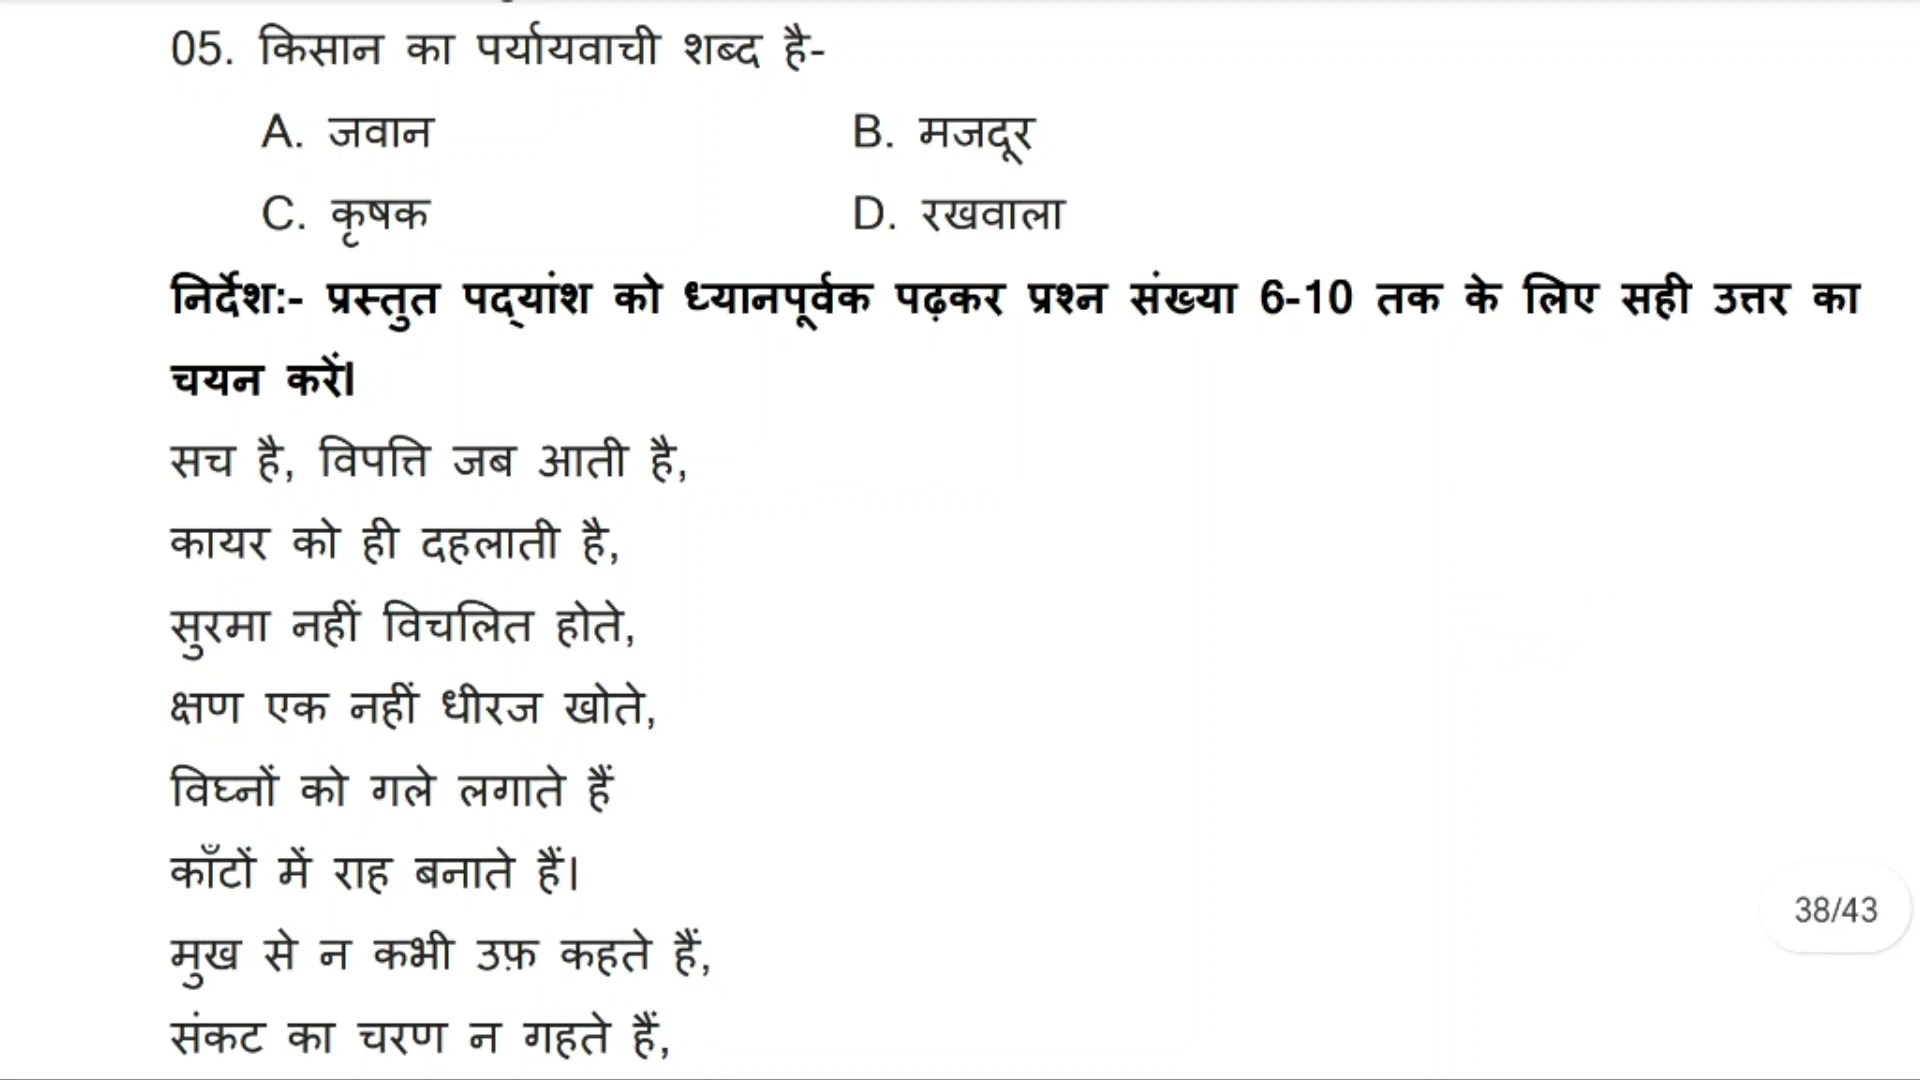 05. किसान का पर्यायवाची शब्द है-
A. जवान B. मजदूर
C. कृषक D. रखवाला
निर्देश:- प्रस्तुत पद्यांश को ध्यानपूर्वक पढ़कर प्रश्न संख्या 6-10 तक के लिए सही उत्तर का
चयन करें।
सच है, विपत्ति जब आती है,
कायर को ही दहलाती है,
सुरमा नहीं विचलित होते,
क्षण एक नहीं धीरज खोते,
विघ्नों को गले लगाते हैं
काँटों में राह बनाते हैं।
मुख से न कभी उफ़ कहते हैं,
संकट का चरण न गहते हैं,
38/43